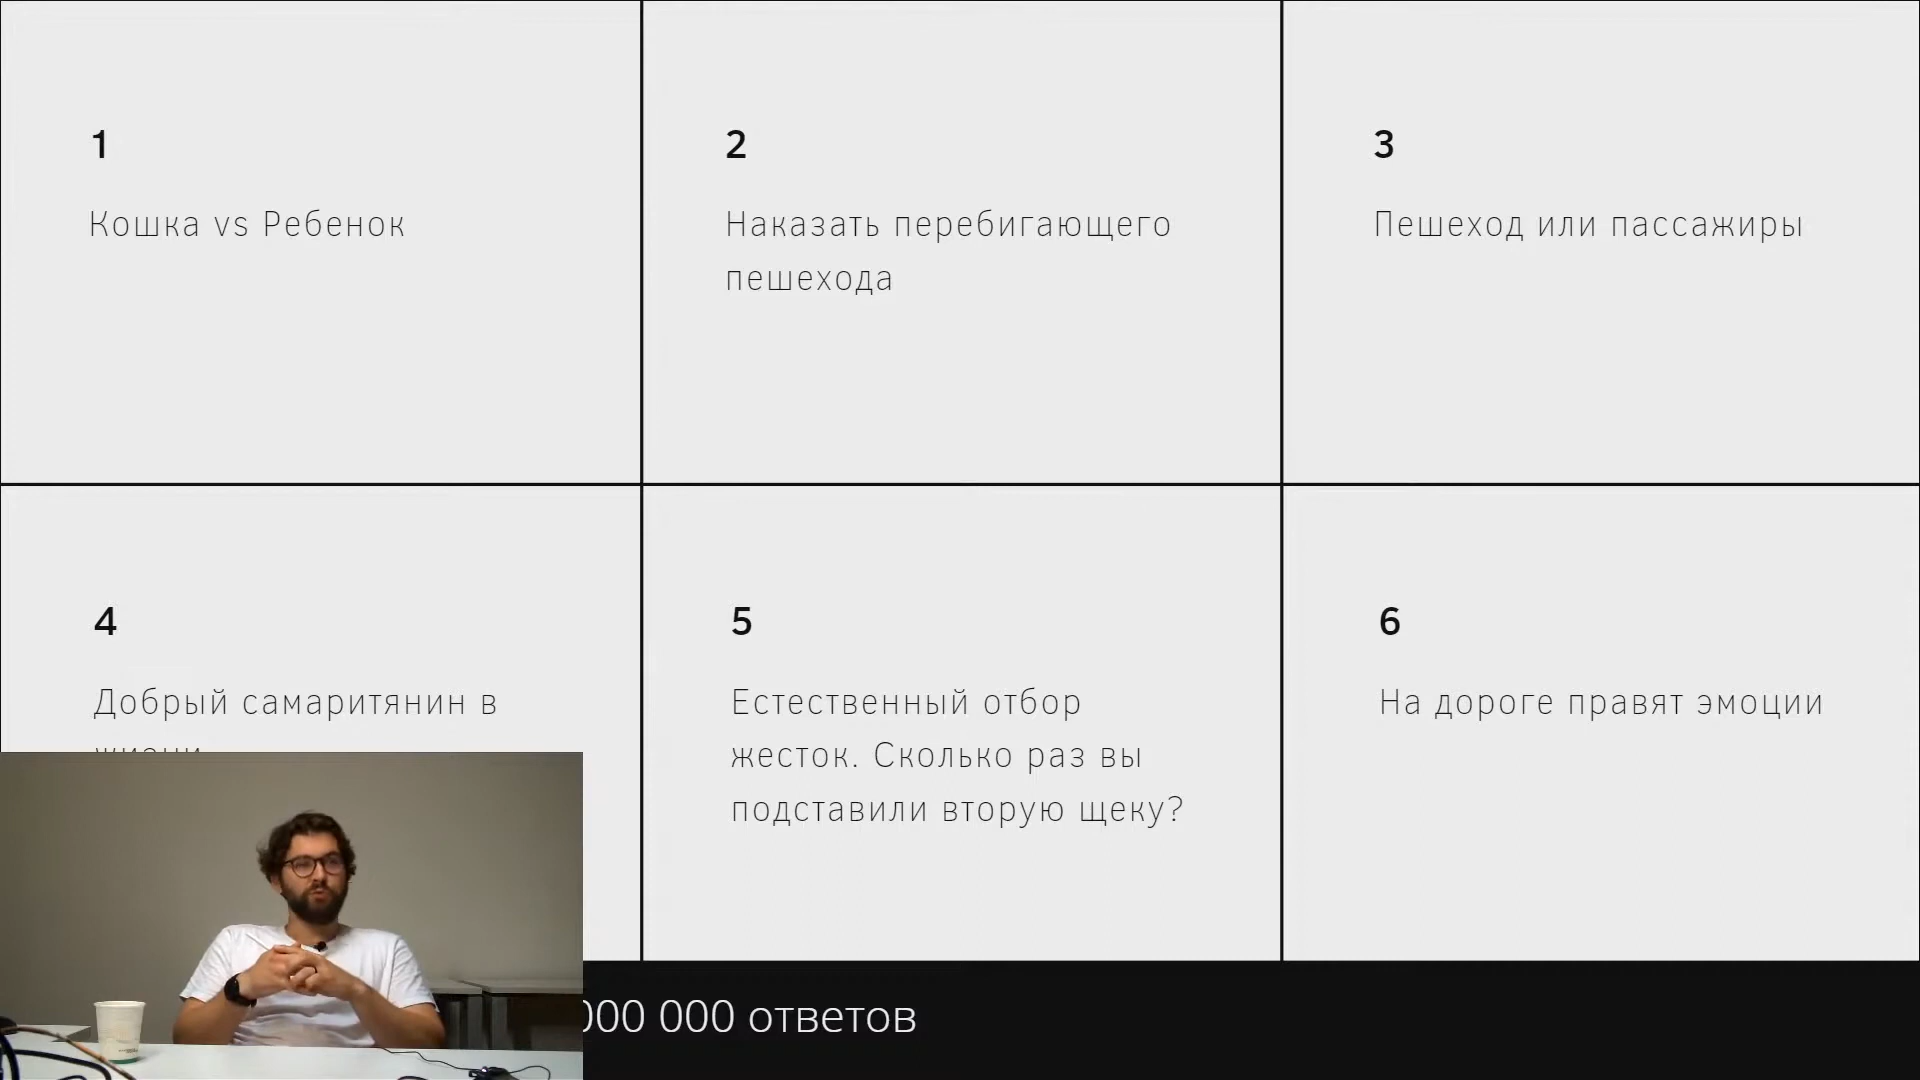 1
Кошка vs Ребенок
2
Наказать перебигающего
пешехода
3
Пешеход или пассажиры
4
Добрый самаритянин в
5
Естественный отбор
жесток. Сколько раз вы
подставили вторую щеку?
6
На дороге правят эмоции
000 000 ответов